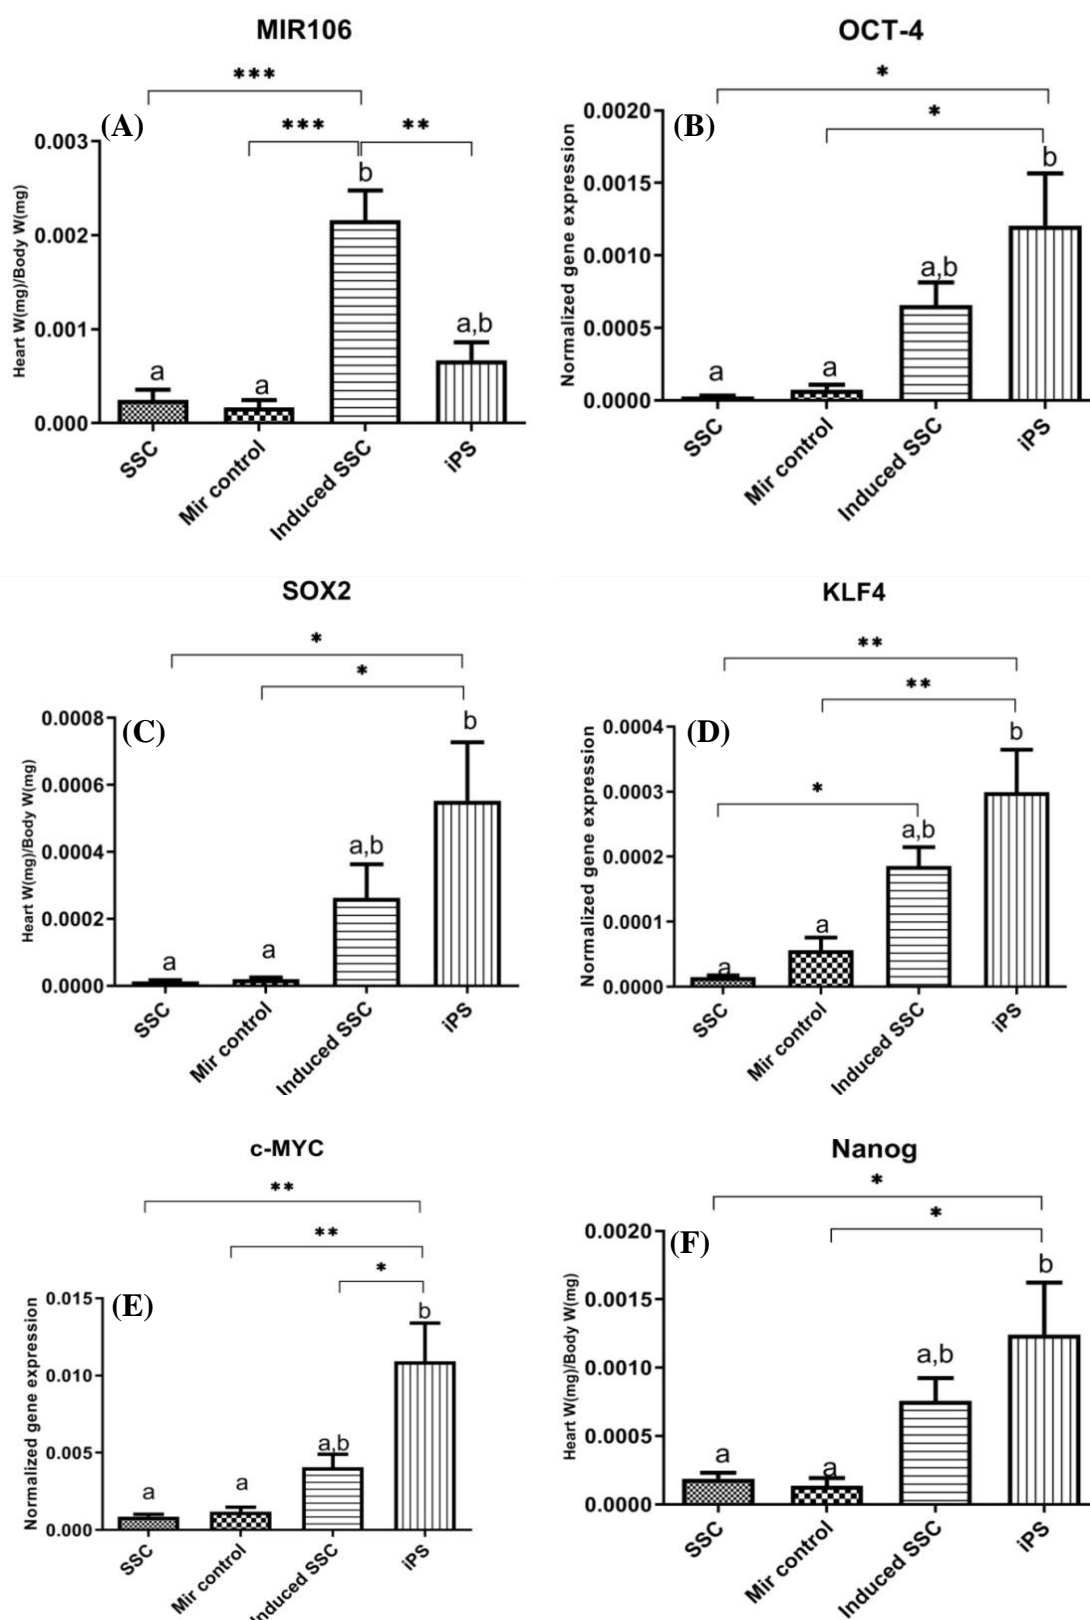 MIR106
***
*** **
(A)
Heart W(mg)/Body W(mg)
0.003
0.002
0.001
0.000
a
a
b
a,b
SSC
Mir control
Induced SSC
iPS
OCT-4
*
*
(B)
Normalized gene expression
0.0020
0.0015
0.0010
0.0005
0.0000
a
a
a,b
b
SSC
Mir control
Induced SSC
iPS
SOX2
*
*
(C)
Heart W(mg)/Body W(mg)
0.0008
0.0006
0.0004
0.0002
0.0000
a
a
a,b
b
SSC
Mir control
Induced SSC
iPS
KLF4
**
**
*
(D)
Normalized gene expression
0.0004
0.0003
0.0002
0.0001
0.0000
a
a
a,b
b
SSC
Mir control
Induced SSC
iPS
c-MYC
**
**
*
(E)
Normalized gene expression
0.015
0.010
0.005
0.000
a
a
a,b
b
SSC
Mir control
Induced SSC
iPS
Nanog
*
*
(F)
Heart W(mg)/Body W(mg)
0.0020
0.0015
0.0010
0.0005
0.0000
a
a
a,b
b
SSC
Mir control
Induced SSC
iPS